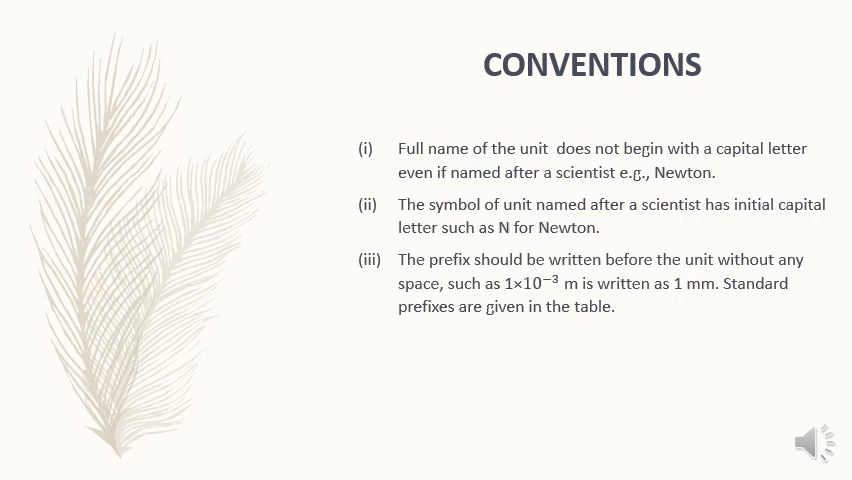 CONVENTIONS
(i) Full name of the unit does not begin with a capital letter
even if named after a scientist e.g., Newton.
(ii) The symbol of unit named after a scientist has initial capital
letter such as N for Newton.
(iii) The prefix should be written before the unit without any
space, such as 1×10⁻³ m is written as 1 mm. Standard
prefixes are given in the table.